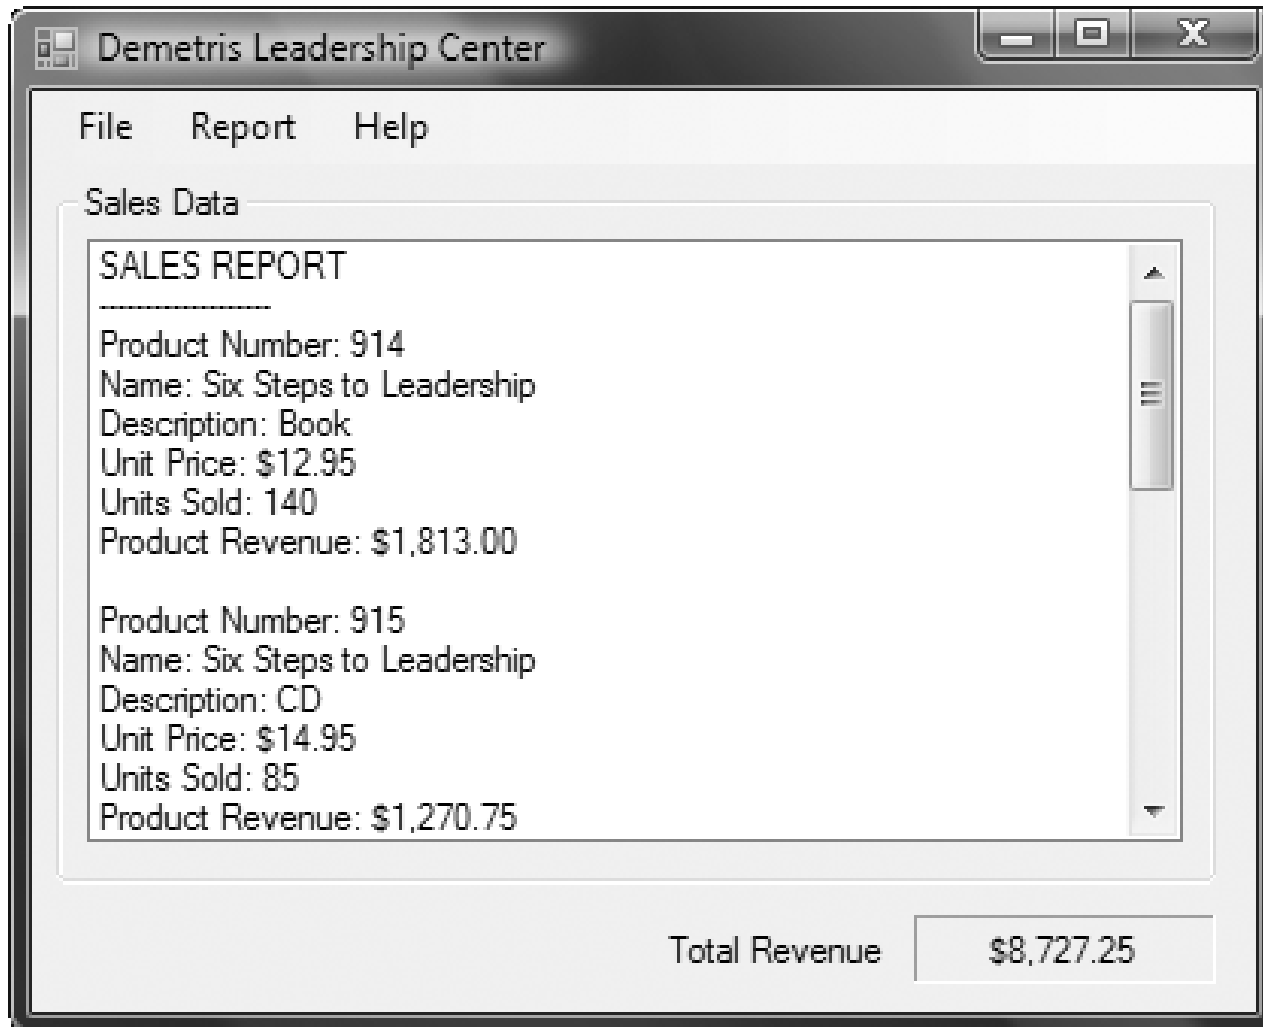 Demetris Leadership Center
File Report Help
Sales Data
SALES REPORT
--------------------
Product Number: 914
Name: Six Steps to Leadership
Description: Book
Unit Price: $12.95
Units Sold: 140
Product Revenue: $1,813.00
Product Number: 915
Name: Six Steps to Leadership
Description: CD
Unit Price: $14.95
Units Sold: 85
Product Revenue: $1,270.75
Total Revenue $8,727.25